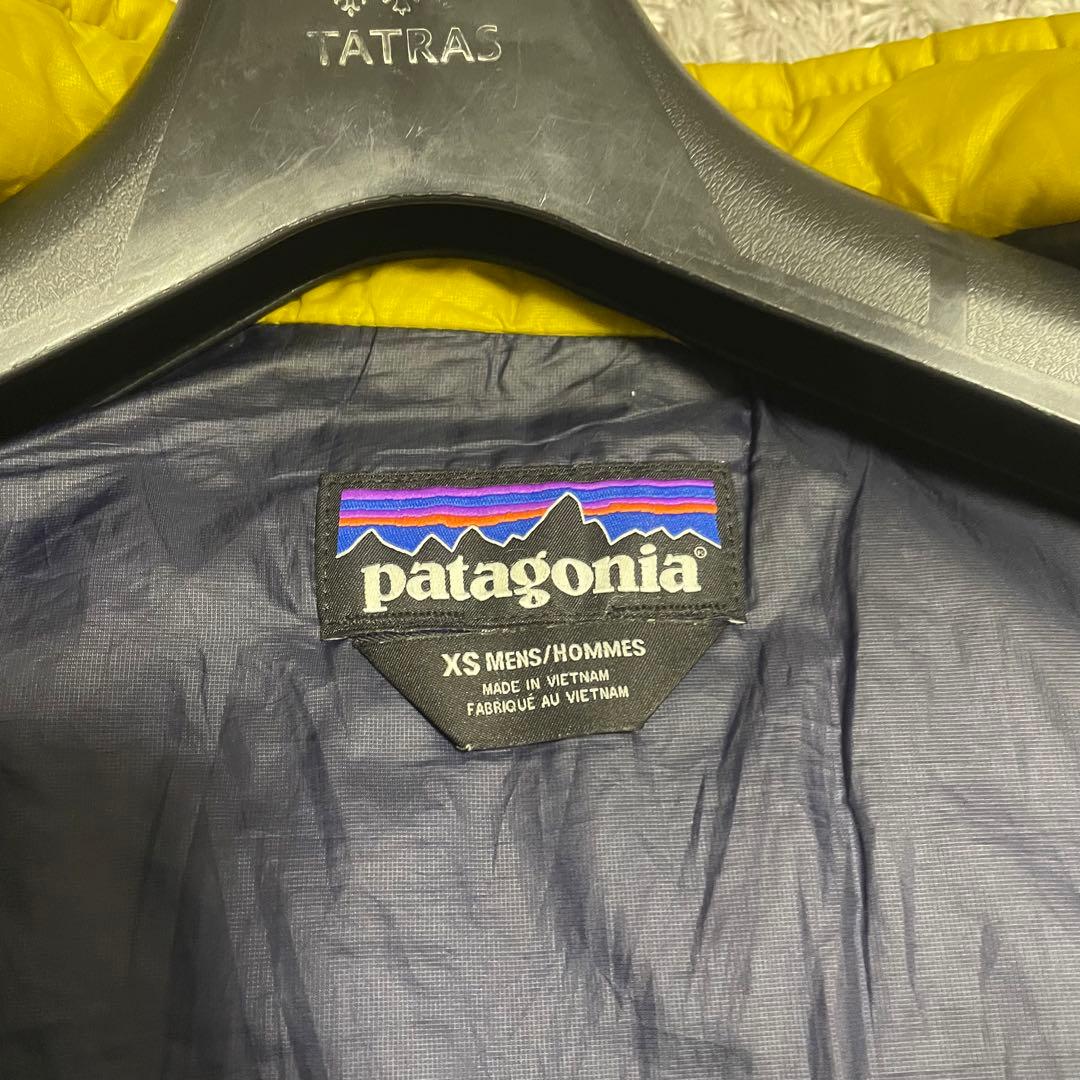 TATRAS
patagonia®
XS MENS/HOMMES
MADE IN VIETNAM
FABRIQUÉ AU VIETNAM